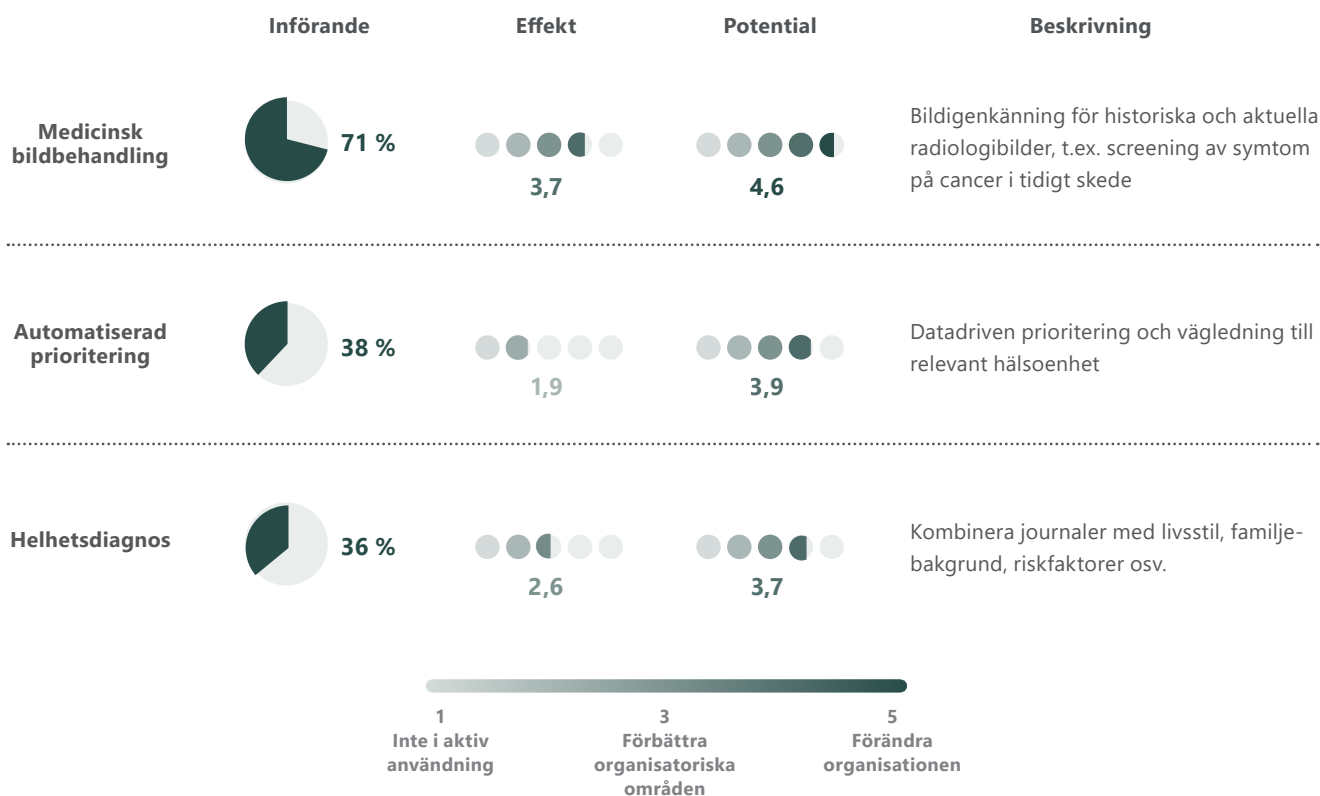 Införande Effekt Potential Beskrivning
Medicinsk
bildbehandling
71 %
3,7
4,6
Bildigenkänning för historiska och aktuella
radiologibilder, t.ex. screening av symtom
på cancer i tidigt skede
Automatiserad
prioritering
38 %
1,9
3,9
Datadriven prioritering och vägledning till
relevant hälsoenhet
Helhetsdiagnos
36 %
2,6
3,7
Kombinera journaler med livsstil, familje-
bakgrund, riskfaktorer osv.
1
Inte i aktiv
användning
3
Förbättra
organisatoriska
områden
5
Förändra
organisationen